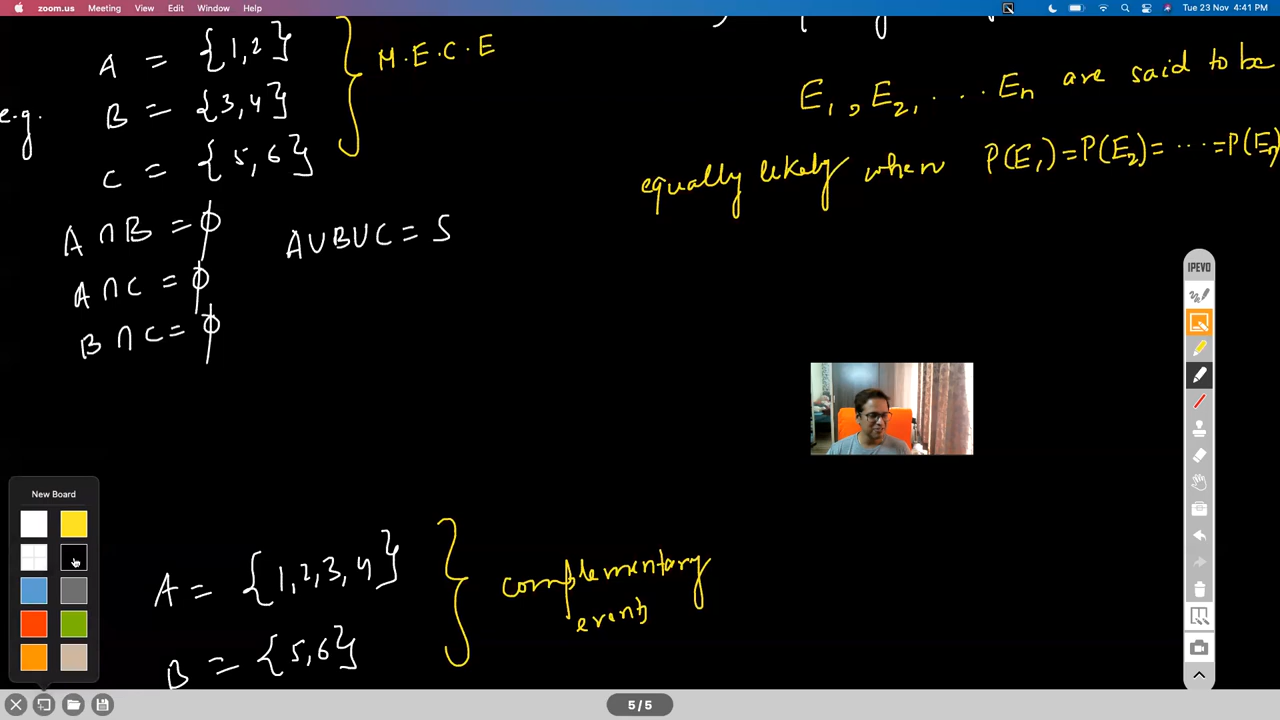 zoom.us Meeting View Edit Window Help
Tue 23 Nov 4:41 PM
e.g.
A = {1,2}
B = {3,4}
C = {5,6}
M.E.C.E
A ∩ B = ϕ
A ∩ C = ϕ
B ∩ C = ϕ
A∪B∪C = S
E₁, E₂, ... Eₙ are said to be
equally likely when P(E₁)=P(E₂)= ... =P(Eₙ
IPEVO
New Board
A = {1,2,3,4}
B = {5,6}
complementary
events
5/5